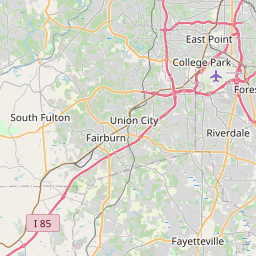 East Point
College Park
Fores
South Fulton
Union City
Fairburn
Riverdale
I 85
Fayetteville